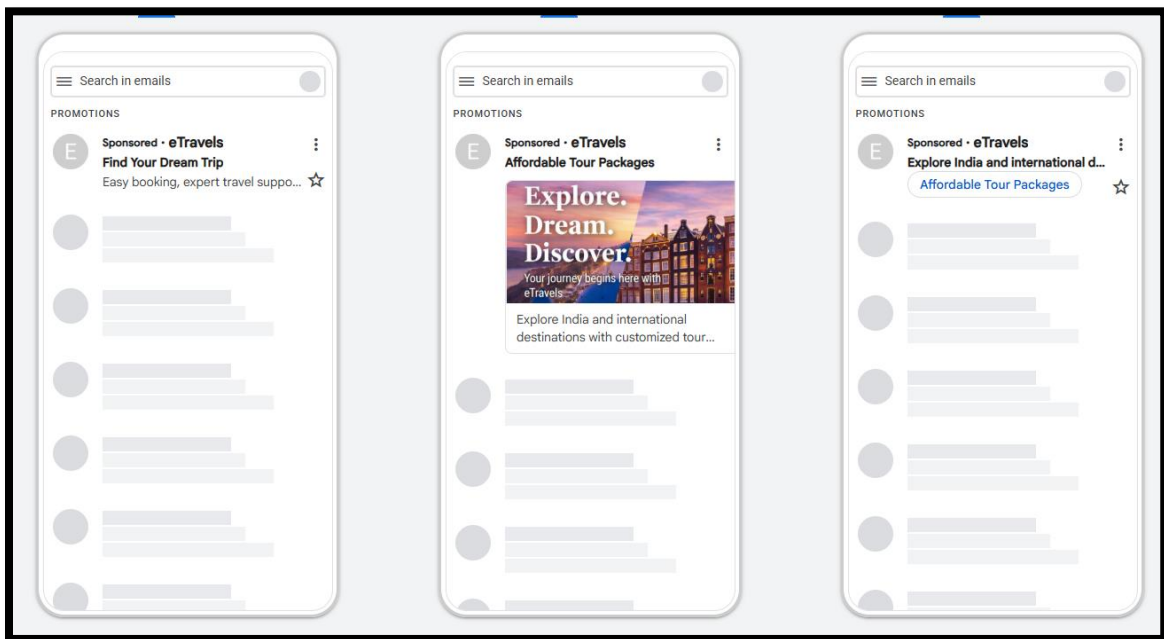 Search in emails
PROMOTIONS
E
Sponsored · eTravels
Find Your Dream Trip
Easy booking, expert travel suppo...
Search in emails
PROMOTIONS
E
Sponsored · eTravels
Affordable Tour Packages
Explore.
Dream.
Discover.
Your journey begins here with
eTravels
Explore India and international
destinations with customized tour...
Search in emails
PROMOTIONS
E
Sponsored · eTravels
Explore India and international d...
Affordable Tour Packages